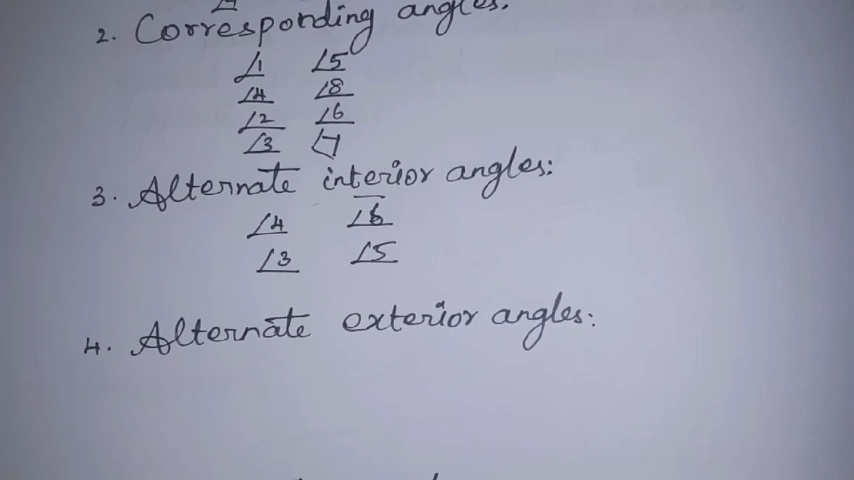 2. Corresponding angles.
∠1 ∠5
∠4 ∠8
∠2 ∠6
∠3 ∠7
3. Alternate interior angles:
∠4 ∠6
∠3 ∠5
4. Alternate exterior angles: